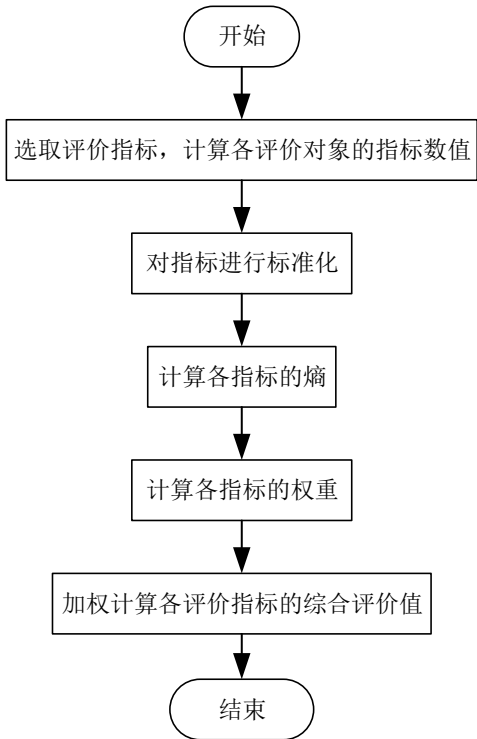 开始
选取评价指标，计算各评价对象的指标数值
对指标进行标准化
计算各指标的熵
计算各指标的权重
加权计算各评价指标的综合评价值
结束